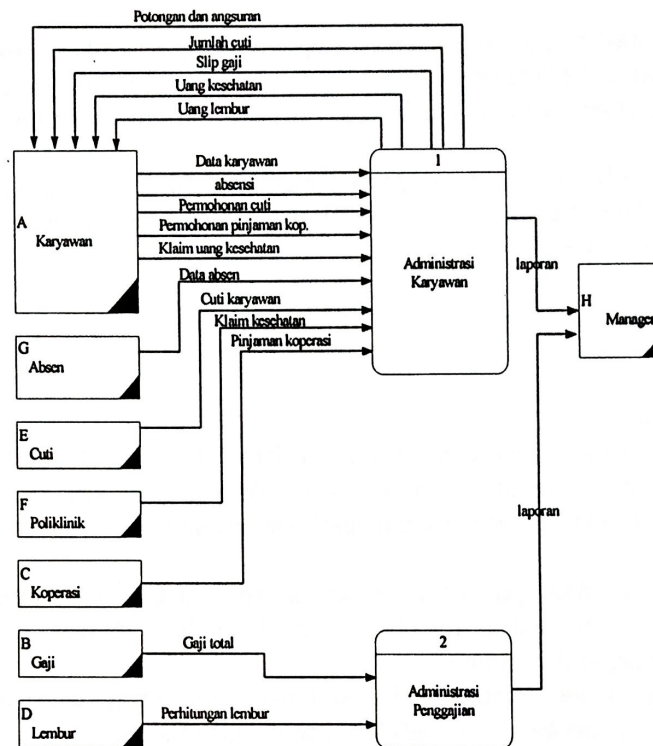 Potongan dan angsuran
Jumlah cuti
Slip gaji
Uang kesehatan
Uang lembur
A
Karyawan
Data karyawan
absensi
Permohonan cuti
Permohonan pinjaman kop.
Klaim uang kesehatan
Data absen
Cuti karyawan
Klaim kesehatan
Pinjaman koperasi
1
Administrasi
Karyawan
laporan
H
Manager
G
Absen
E
Cuti
F
Poliklinik
C
Koperasi
laporan
B
Gaji
Gaji total
2
Administrasi
Penggajian
D
Lembur
Perhitungan lembur